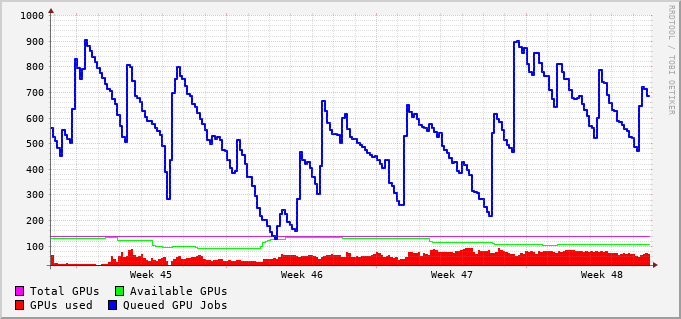 1000
900
800
700
600
500
400
300
200
100
Week 45 Week 46 Week 47 Week 48
Total GPUs Available GPUs
GPUs used Queued GPU Jobs
RRDTOOL / TOBI OETIKER